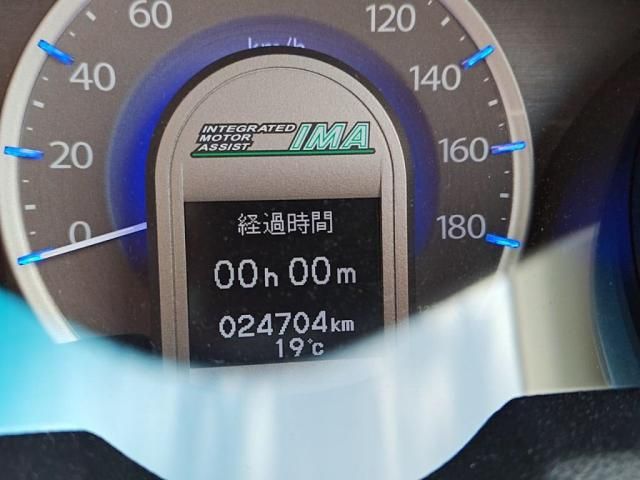 60
km/h
120
40
140
20
160
0
180
INTEGRATED
MOTOR
ASSIST
IMA
経過時間
00h00m
024704km
19℃